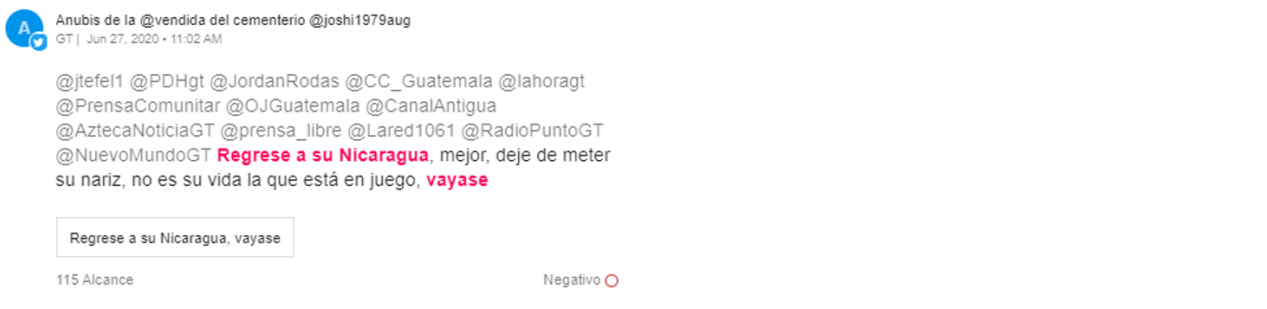 A
Anubis de la @vendida del cementerio @joshi1979aug
GT | Jun 27, 2020 • 11:02 AM
@jtefel1 @PDHgt @JordanRodas @CC_Guatemala @lahoragt
@PrensaComunitar @OJGuatemala @CanalAntigua
@AztecaNoticiaGT @prensa_libre @Lared1061 @RadioPuntoGT
@NuevoMundoGT Regrese a su Nicaragua, mejor, deje de meter
su nariz, no es su vida la que está en juego, vayase
Regrese a su Nicaragua, vayase
115 Alcance Negativo